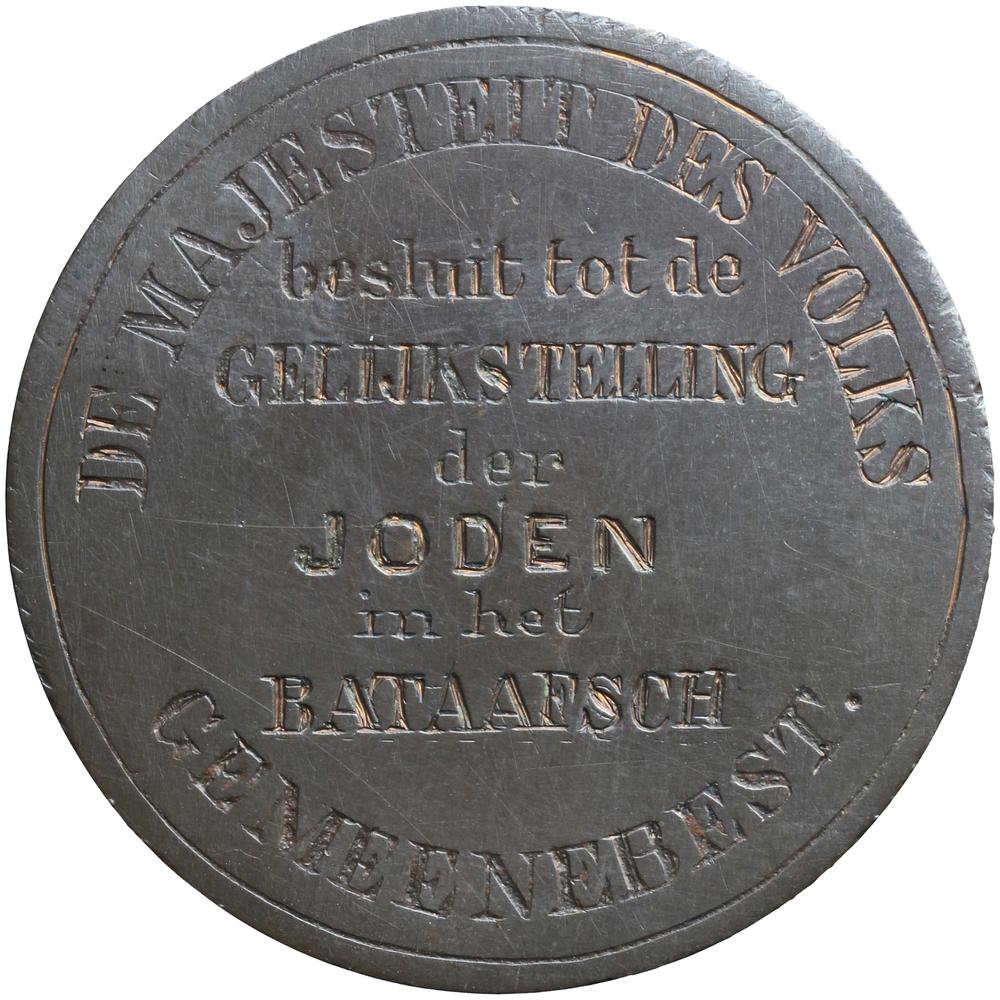 DE MAJESTEIT DES VOLKS
besluit tot de
GELIJKSTELLING
der
JODEN
in het
BATAAFSCH
GEMEENEBEST.